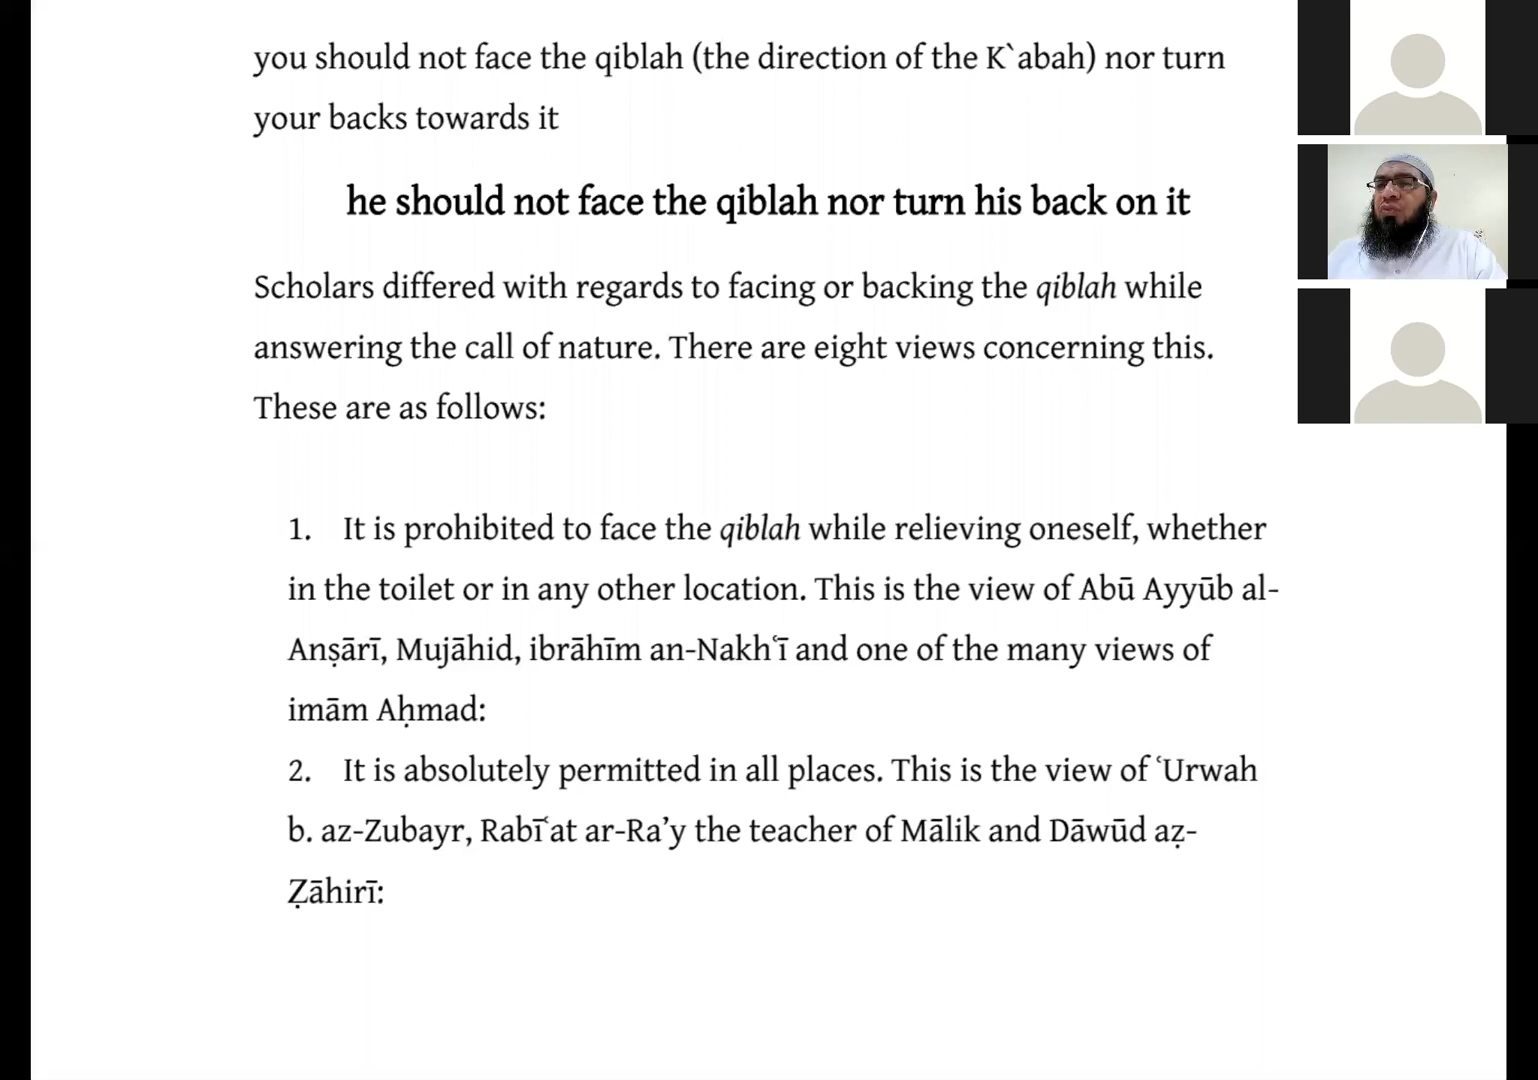 you should not face the qiblah (the direction of the K`abah) nor turn
your backs towards it
he should not face the qiblah nor turn his back on it
Scholars differed with regards to facing or backing the qiblah while
answering the call of nature. There are eight views concerning this.
These are as follows:
1. It is prohibited to face the qiblah while relieving oneself, whether
in the toilet or in any other location. This is the view of Abū Ayyūb al-
Anṣārī, Mujāhid, ibrāhīm an-Nakhʿī and one of the many views of
imām Aḥmad:
2. It is absolutely permitted in all places. This is the view of ʿUrwah
b. az-Zubayr, Rabīʿat ar-Ra’y the teacher of Mālik and Dāwūd aẓ-
Ẓāhirī: